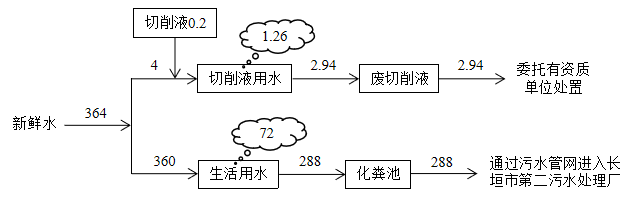 切削液0.2
1.26
4
切削液用水
2.94
废切削液
2.94
委托有资质
单位处置
新鲜水
364
72
360
生活用水
288
化粪池
288
通过污水管网进入长
垣市第二污水处理厂